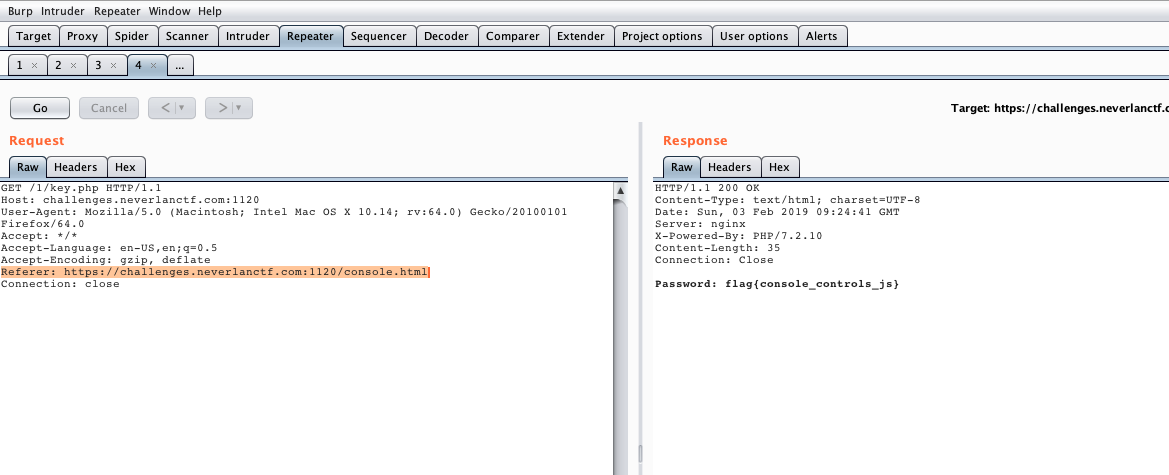 Burp Intruder Repeater Window Help
Target Proxy Spider Scanner Intruder Repeater Sequencer Decoder Comparer Extender Project options User options Alerts
1 × 2 × 3 × 4 × ...
Go Cancel < > Target: https://challenges.neverlanctf.c
Request
Raw Headers Hex
GET /1/key.php HTTP/1.1
Host: challenges.neverlanctf.com:1120
User-Agent: Mozilla/5.0 (Macintosh; Intel Mac OS X 10.14; rv:64.0) Gecko/20100101
Firefox/64.0
Accept: */*
Accept-Language: en-US,en;q=0.5
Accept-Encoding: gzip, deflate
Referer: https://challenges.neverlanctf.com:1120/console.html
Connection: close
Response
Raw Headers Hex
HTTP/1.1 200 OK
Content-Type: text/html; charset=UTF-8
Date: Sun, 03 Feb 2019 09:24:41 GMT
Server: nginx
X-Powered-By: PHP/7.2.10
Content-Length: 35
Connection: Close
Password: flag{console_controls_js}